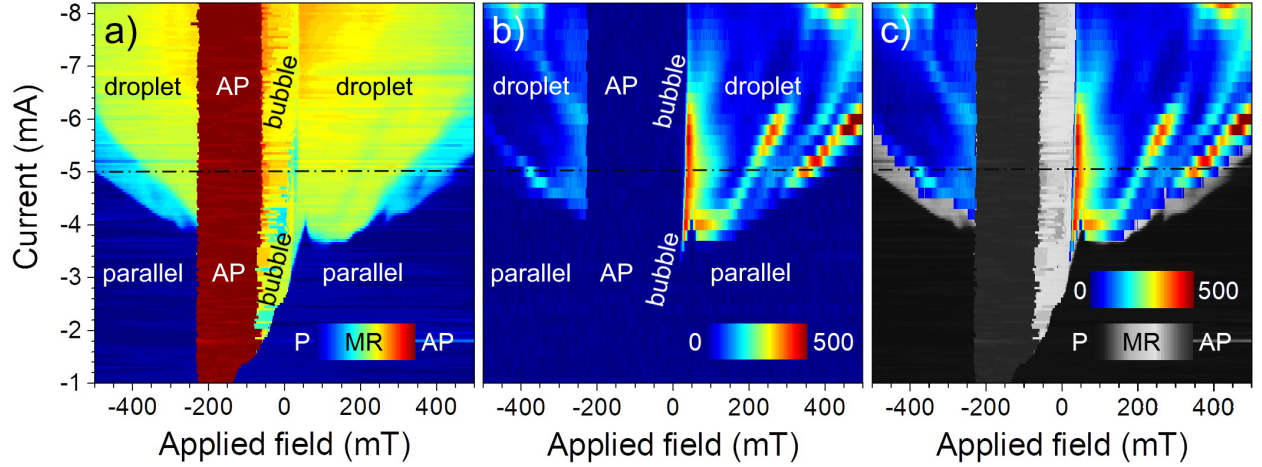 a)
b)
c)
Current (mA)
-8
-7
-6
-5
-4
-3
-2
-1
droplet
AP
bubble
droplet
parallel
AP
bubble
parallel
P
MR
AP
-400
-200
0
200
400
Applied field (mT)
droplet
AP
bubble
droplet
parallel
AP
bubble
parallel
0
500
-400
-200
0
200
400
Applied field (mT)
0
500
P
MR
AP
-400
-200
0
200
400
Applied field (mT)